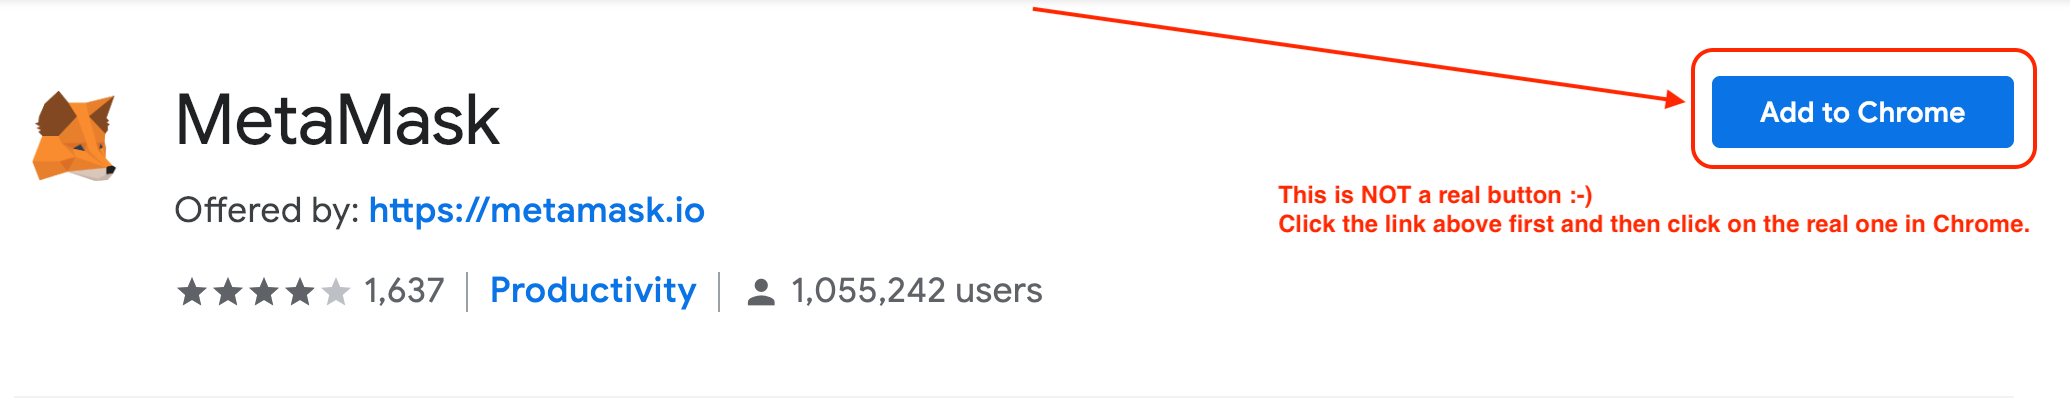 MetaMask
Add to Chrome
Offered by: https://metamask.io
This is NOT a real button :-)
Click the link above first and then click on the real one in Chrome.
1,637 Productivity 1,055,242 users